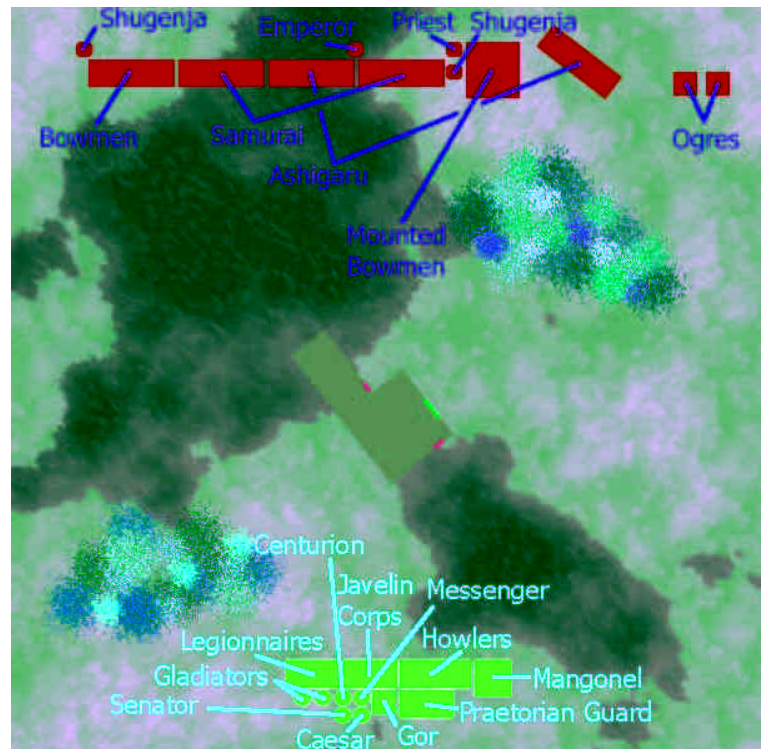 Shugenja
Emperor
Priest
Shugenja
Bowmen
Samurai
Ashigaru
Ogres
Mounted
Bowmen
Centurion
Javelin
Corps
Messenger
Legionnaires
Howlers
Gladiators
Mangonel
Senator
Praetorian Guard
Caesar
Gor